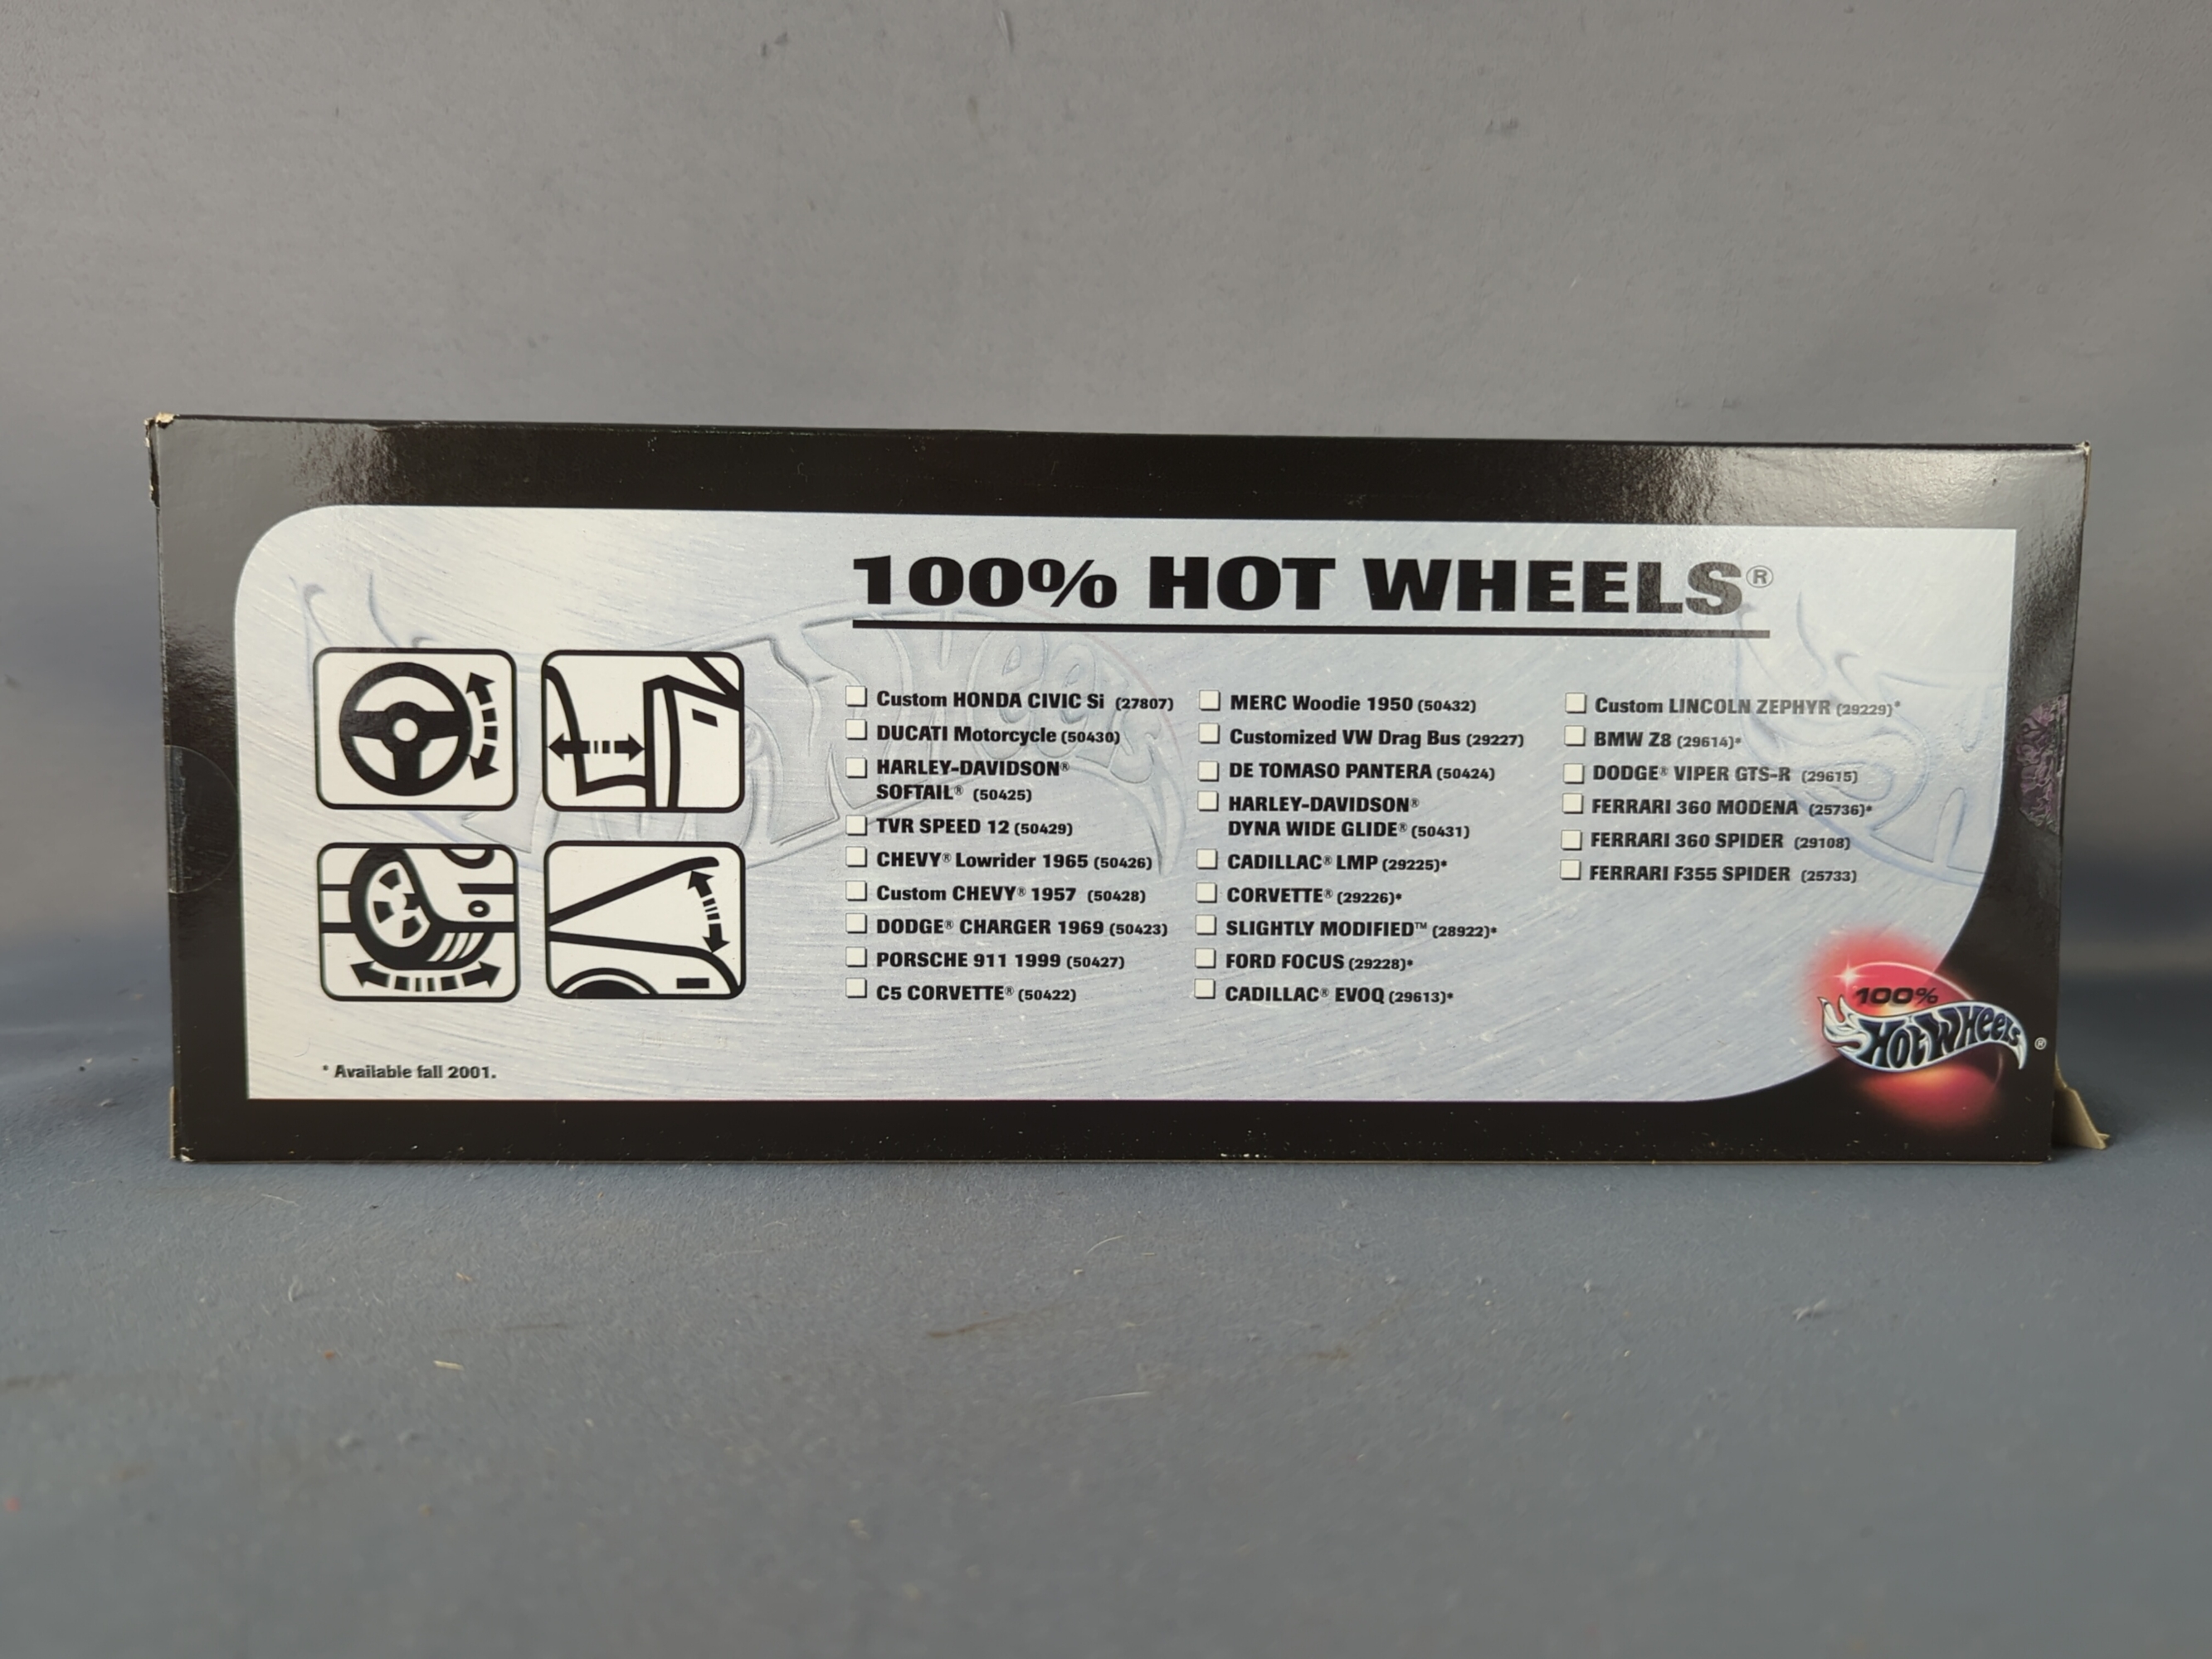 100% HOT WHEELS®
Custom HONDA CIVIC Si (27807)
DUCATI Motorcycle (50430)
HARLEY-DAVIDSON®
SOFTAIL® (50425)
TVR SPEED 12 (50429)
CHEVY® Lowrider 1965 (50426)
Custom CHEVY® 1957 (50428)
DODGE® CHARGER 1969 (50423)
PORSCHE 911 1999 (50427)
C5 CORVETTE® (50422)
MERC Woodie 1950 (50432)
Customized VW Drag Bus (29227)
DE TOMASO PANTERA (50424)
HARLEY-DAVIDSON®
DYNA WIDE GLIDE® (50431)
CADILLAC® LMP (29225)*
CORVETTE® (29226)*
SLIGHTLY MODIFIED™ (28922)*
FORD FOCUS (29228)*
CADILLAC® EVOQ (29613)*
Custom LINCOLN ZEPHYR (29229)*
BMW Z8 (29614)*
DODGE® VIPER GTS-R (29615)
FERRARI 360 MODENA (25736)*
FERRARI 360 SPIDER (29108)
FERRARI F355 SPIDER (25733)
* Available fall 2001.
100%
Hot Wheels ®